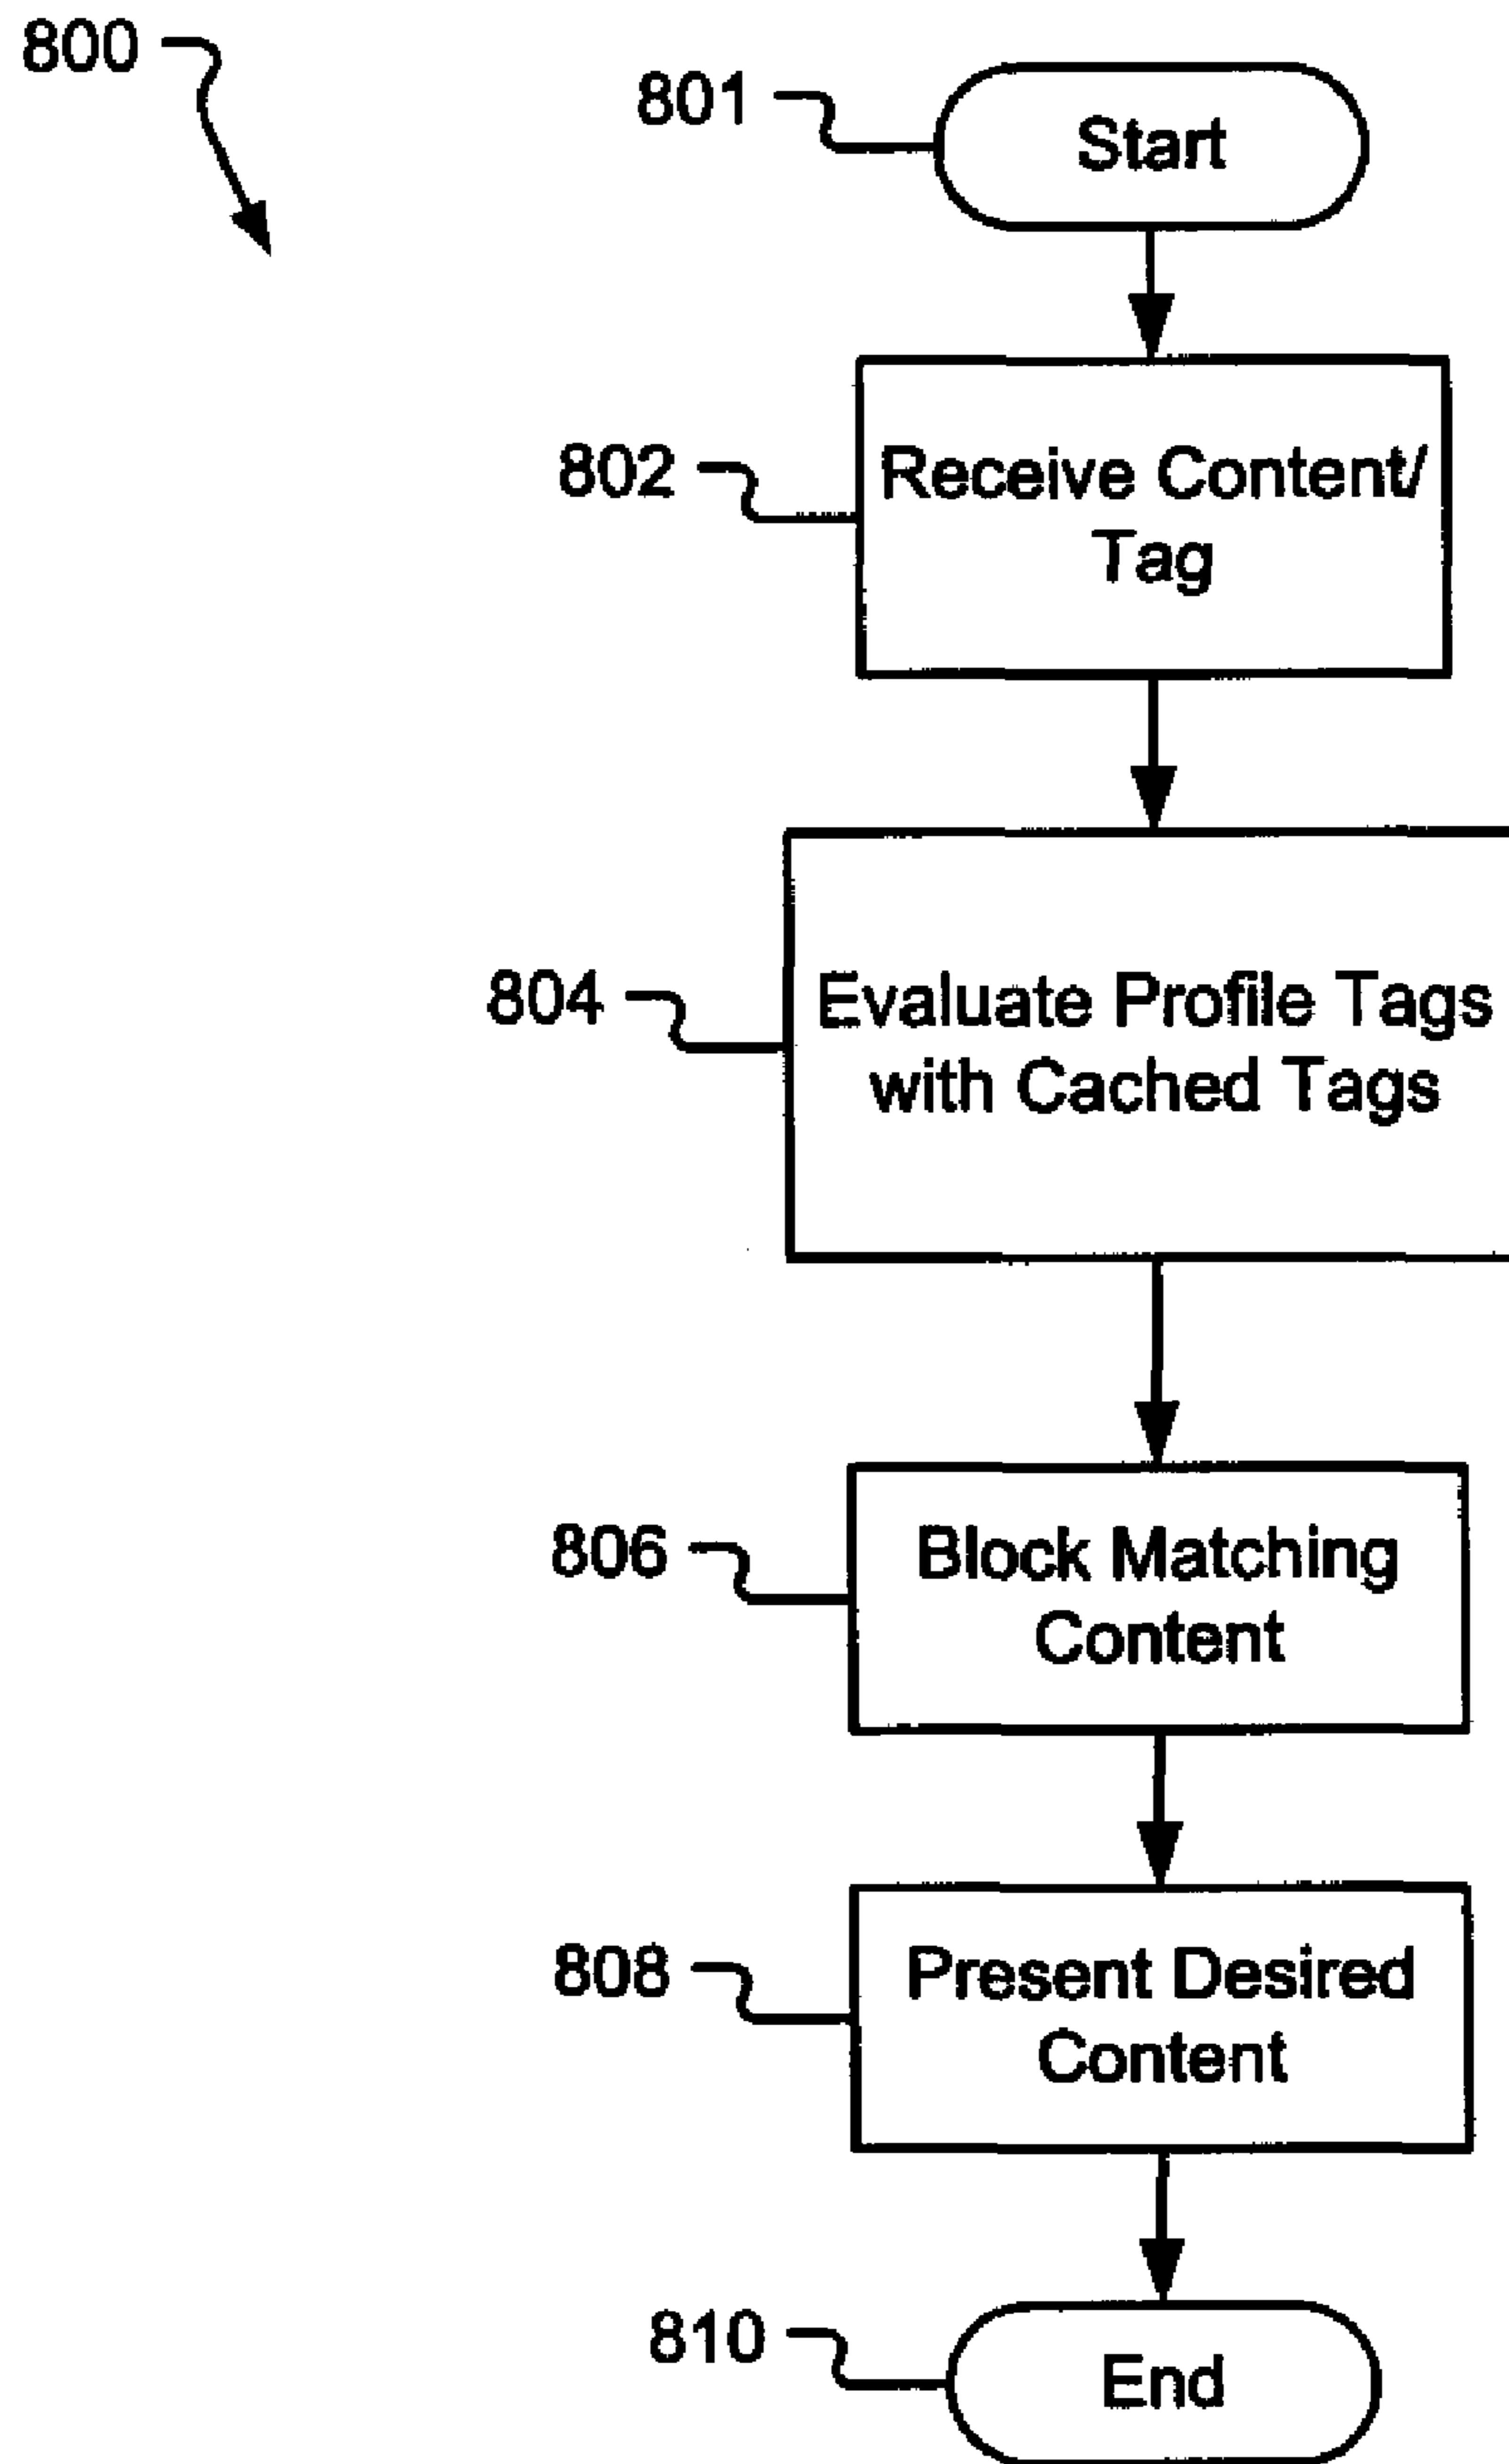 800
801
Start
802
Receive Content/
Tag
804
Evaluate Profile Tags
with Cached Tags
806
Block Matching
Content
808
Present Desired
Content
810
End